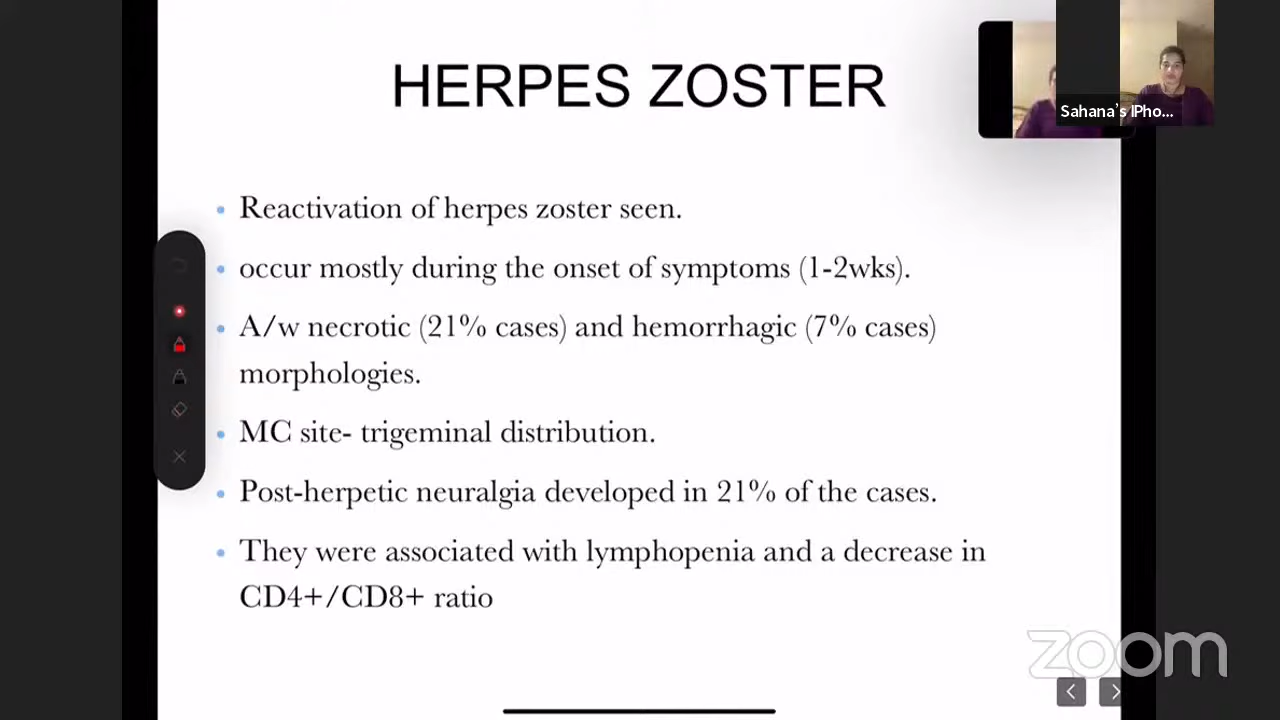 HERPES ZOSTER
Sahana's IPho...
• Reactivation of herpes zoster seen.
• occur mostly during the onset of symptoms (1-2wks).
• A/w necrotic (21% cases) and hemorrhagic (7% cases)
morphologies.
• MC site- trigeminal distribution.
• Post-herpetic neuralgia developed in 21% of the cases.
• They were associated with lymphopenia and a decrease in
CD4+/CD8+ ratio
zoom